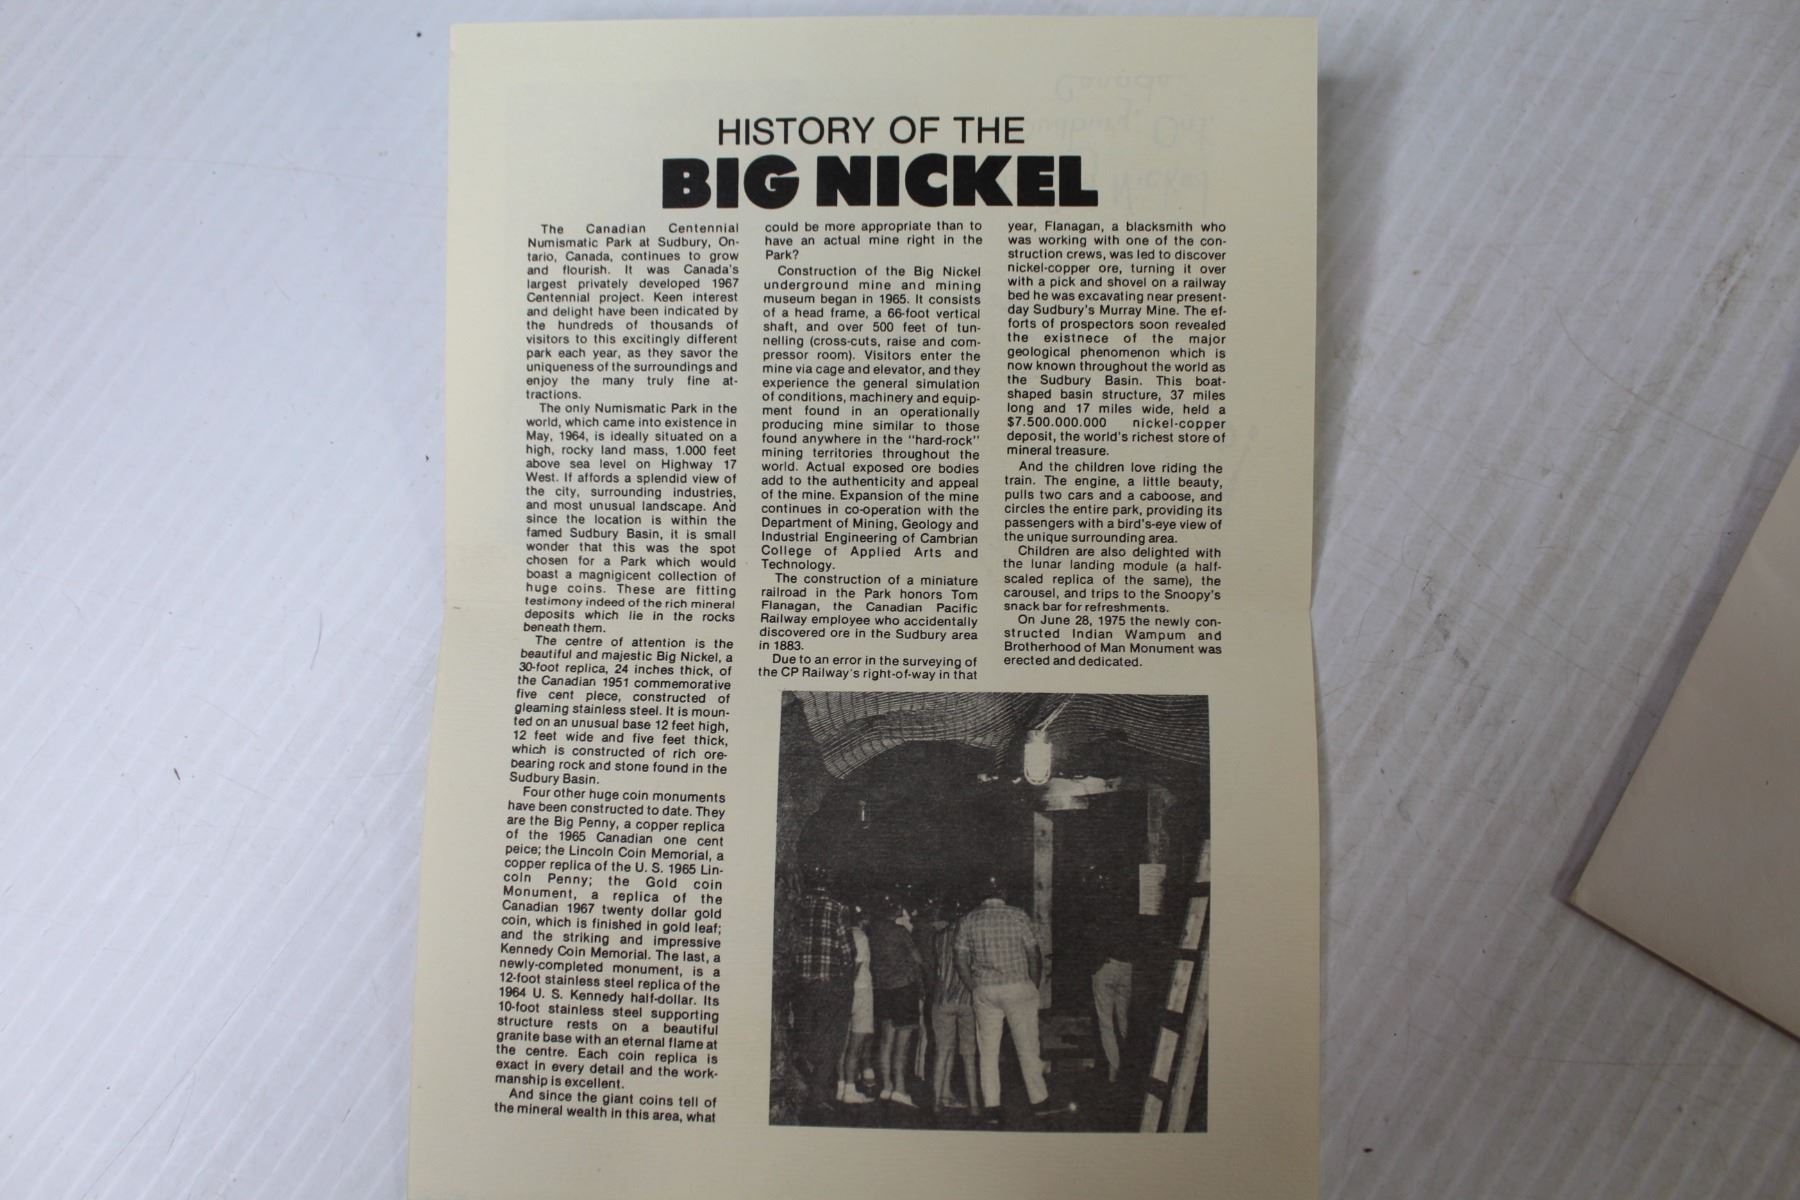 HISTORY OF THE
BIG NICKEL
The Canadian Centennial
Numismatic Park at Sudbury, On-
tario, Canada, continues to grow
and flourish. It was Canada's
largest privately developed 1967
Centennial project. Keen interest
and delight have been indicated by
the hundreds of thousands of
visitors to this excitingly different
park each year, as they savor the
uniqueness of the surroundings and
enjoy the many truly fine at-
tractions.
The only Numismatic Park in the
world, which came into existence in
May, 1964, is ideally situated on a
high, rocky land mass, 1.000 feet
above sea level on Highway 17
West. If affords a splendid view of
the city, surrounding industries,
and most unusual landscape. And
since the location is within the
famed Sudbury Basin, it is small
wonder that this was the spot
chosen for a Park which would
boast a magnigicent collection of
huge coins. These are fitting
testimony indeed of the rich mineral
deposits which lie in the rocks
beneath them.
The centre of attention is the
beautiful and majestic Big Nickel, a
30-foot replica, 24 inches thick, of
the Canadian 1951 commemorative
five cent piece, constructed of
gleaming stainless steel. It is moun-
ted on an unusual base 12 feet high,
12 feet wide and five feet thick,
which is constructed of rich ore-
bearing rock and stone found in the
Sudbury Basin.
Four other huge coin monuments
have been constructed to date. They
are the Big Penny, a copper replica
of the 1965 Canadian one cent
peice; the Lincoln Coin Memorial, a
copper replica of the U. S. 1965 Lin-
coln Penny; the Gold coin
Monument, a replica of the
Canadian 1967 twenty dollar gold
coin, which is finished in gold leaf;
and the striking and impressive
Kennedy Coin Memorial. The last, a
newly-completed monument, is a
12-foot stainless steel replica of the
1964 U. S. Kennedy half-dollar. Its
10-foot stainless steel supporting
structure rests on a beautiful
granite base with an eternal flame at
the centre. Each coin replica is
exact in every detail and the work-
manship is excellent.
And since the giant coins tell of
the mineral wealth in this area, what
could be more appropriate than to
have an actual mine right in the
Park?
Construction of the Big Nickel
underground mine and mining
museum began in 1965. It consists
of a head frame, a 66-foot vertical
shaft, and over 500 feet of tun-
nelling (cross-cuts, raise and com-
pressor room). Visitors enter the
mine via cage and elevator, and they
experience the general simulation
of conditions, machinery and equip-
ment found in an operationally
producing mine similar to those
found anywhere in the "hard-rock"
mining territories throughout the
world. Actual exposed ore bodies
add to the authenticity and appeal
of the mine. Expansion of the mine
continues in co-operation with the
Department of Mining, Geology and
Industrial Engineering of Cambrian
College of Applied Arts and
Technology.
The construction of a miniature
railroad in the Park honors Tom
Flanagan, the Canadian Pacific
Railway employee who accidentally
discovered ore in the Sudbury area
in 1883.
Due to an error in the surveying of
the CP Railway's right-of-way in that
year, Flanagan, a blacksmith who
was working with one of the con-
struction crews, was led to discover
nickel-copper ore, turning it over
with a pick and shovel on a railway
bed he was excavating near present-
day Sudbury's Murray Mine. The ef-
forts of prospectors soon revealed
the existnece of the major
geological phenomenon which is
now known throughout the world as
the Sudbury Basin. This boat-
shaped basin structure, 37 miles
long and 17 miles wide, held a
$7.500.000.000 nickel-copper
deposit, the world's richest store of
mineral treasure.
And the children love riding the
train. The engine, a little beauty,
pulls two cars and a caboose, and
circles the entire park, providing its
passengers with a bird's-eye view of
the unique surrounding area.
Children are also delighted with
the lunar landing module (a half-
scaled replica of the same), the
carousel, and trips to the Snoopy's
snack bar for refreshments.
On June 28, 1975 the newly con-
structed Indian Wampum and
Brotherhood of Man Monument was
erected and dedicated.